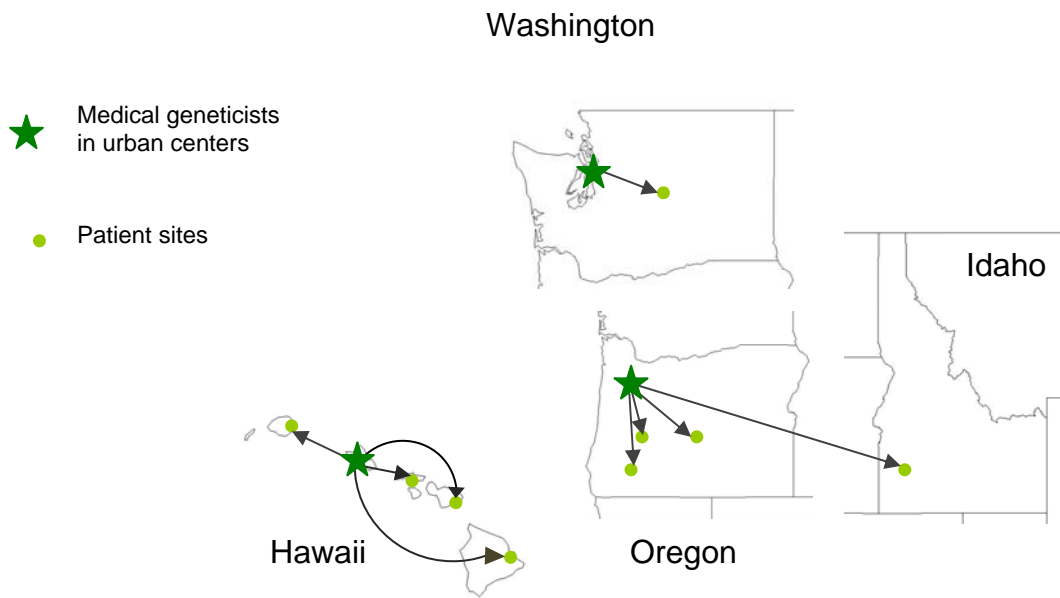 Washington
Medical geneticists
in urban centers
Patient sites
Idaho
Hawaii
Oregon